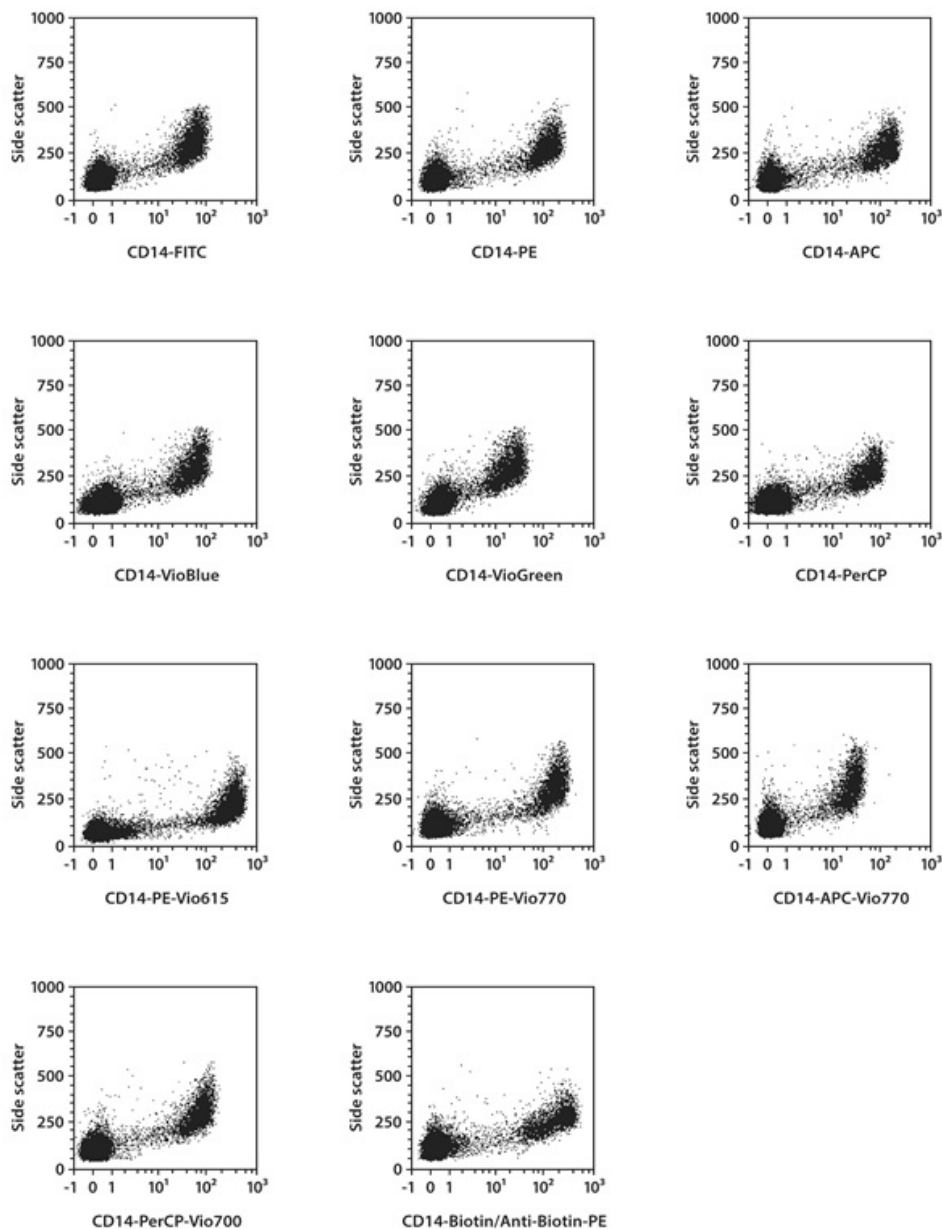 Side scatter
1000
750
500
250
0
-1 0 1 10¹ 10² 10³
CD14-FITC
Side scatter
1000
750
500
250
0
-1 0 1 10¹ 10² 10³
CD14-PE
Side scatter
1000
750
500
250
0
-1 0 1 10¹ 10² 10³
CD14-APC
Side scatter
1000
750
500
250
0
-1 0 1 10¹ 10² 10³
CD14-VioBlue
Side scatter
1000
750
500
250
0
-1 0 1 10¹ 10² 10³
CD14-VioGreen
Side scatter
1000
750
500
250
0
-1 0 1 10¹ 10² 10³
CD14-PerCP
Side scatter
1000
750
500
250
0
-1 0 1 10¹ 10² 10³
CD14-PE-Vio615
Side scatter
1000
750
500
250
0
-1 0 1 10¹ 10² 10³
CD14-PE-Vio770
Side scatter
1000
750
500
250
0
-1 0 1 10¹ 10² 10³
CD14-APC-Vio770
Side scatter
1000
750
500
250
0
-1 0 1 10¹ 10² 10³
CD14-PerCP-Vio700
Side scatter
1000
750
500
250
0
-1 0 1 10¹ 10² 10³
CD14-Biotin/Anti-Biotin-PE